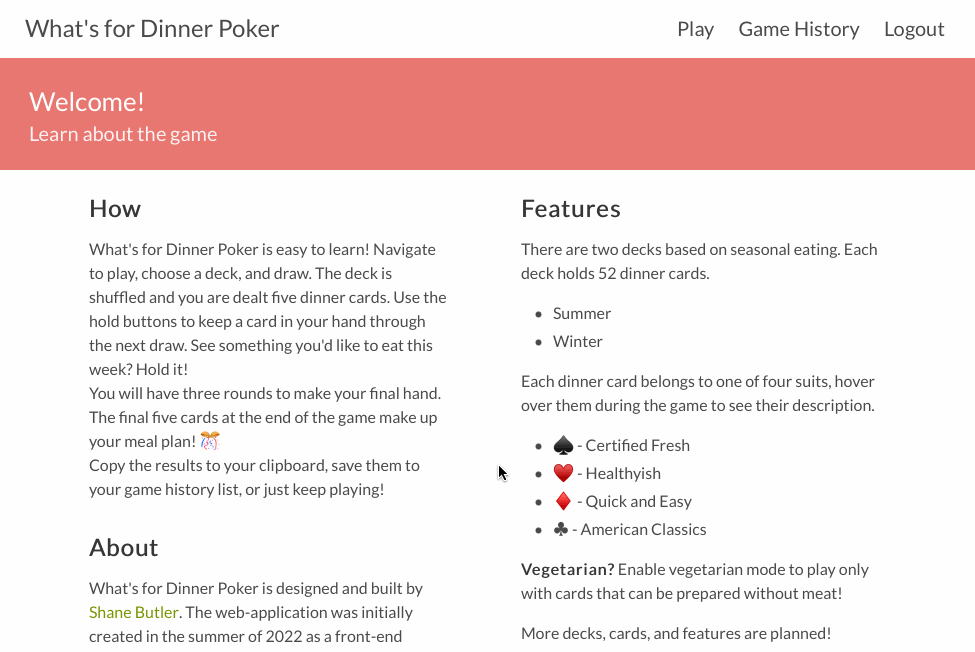 What's for Dinner Poker
Play Game History Logout
Welcome!
Learn about the game
How
What's for Dinner Poker is easy to learn! Navigate
to play, choose a deck, and draw. The deck is
shuffled and you are dealt five dinner cards. Use the
hold buttons to keep a card in your hand through
the next draw. See something you'd like to eat this
week? Hold it!
You will have three rounds to make your final hand.
The final five cards at the end of the game make up
your meal plan! 🎊
Copy the results to your clipboard, save them to
your game history list, or just keep playing!
About
What's for Dinner Poker is designed and built by
Shane Butler. The web-application was initially
created in the summer of 2022 as a front-end
Features
There are two decks based on seasonal eating. Each
deck holds 52 dinner cards.
• Summer
• Winter
Each dinner card belongs to one of four suits, hover
over them during the game to see their description.
• ♠ - Certified Fresh
• ♥ - Healthyish
• ♦ - Quick and Easy
• ♣ - American Classics
Vegetarian? Enable vegetarian mode to play only
with cards that can be prepared without meat!
More decks, cards, and features are planned!